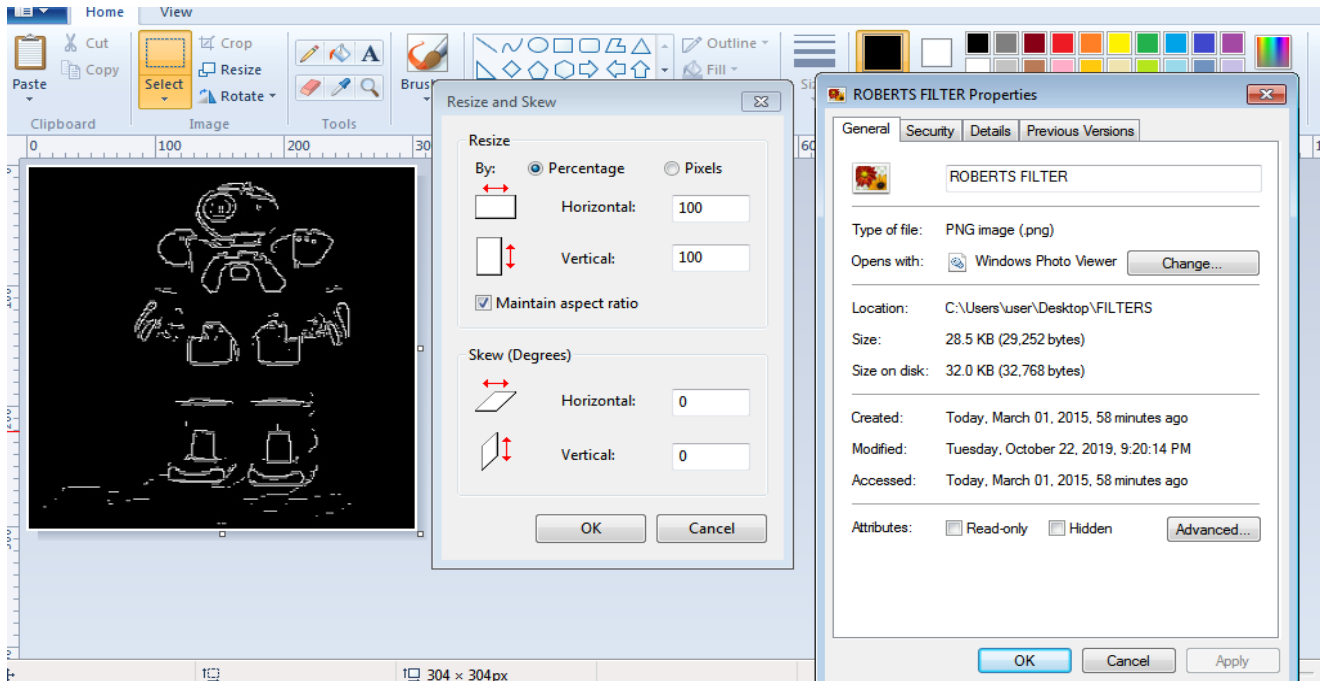 Home View
Cut
Copy
Paste
Clipboard
Select
Crop
Resize
Rotate
Image
A
Tools
Outline
Fill
0 100 200
Resize and Skew
Resize
By: Percentage Pixels
Horizontal: 100
Vertical: 100
Maintain aspect ratio
Skew (Degrees)
Horizontal: 0
Vertical: 0
OK Cancel
304 × 304px
ROBERTS FILTER Properties
General Security Details Previous Versions
ROBERTS FILTER
Type of file: PNG image (.png)
Opens with: Windows Photo Viewer Change...
Location: C:\Users\user\Desktop\FILTERS
Size: 28.5 KB (29,252 bytes)
Size on disk: 32.0 KB (32,768 bytes)
Created: Today, March 01, 2015, 58 minutes ago
Modified: Tuesday, October 22, 2019, 9:20:14 PM
Accessed: Today, March 01, 2015, 58 minutes ago
Attributes: Read-only Hidden Advanced...
OK Cancel Apply